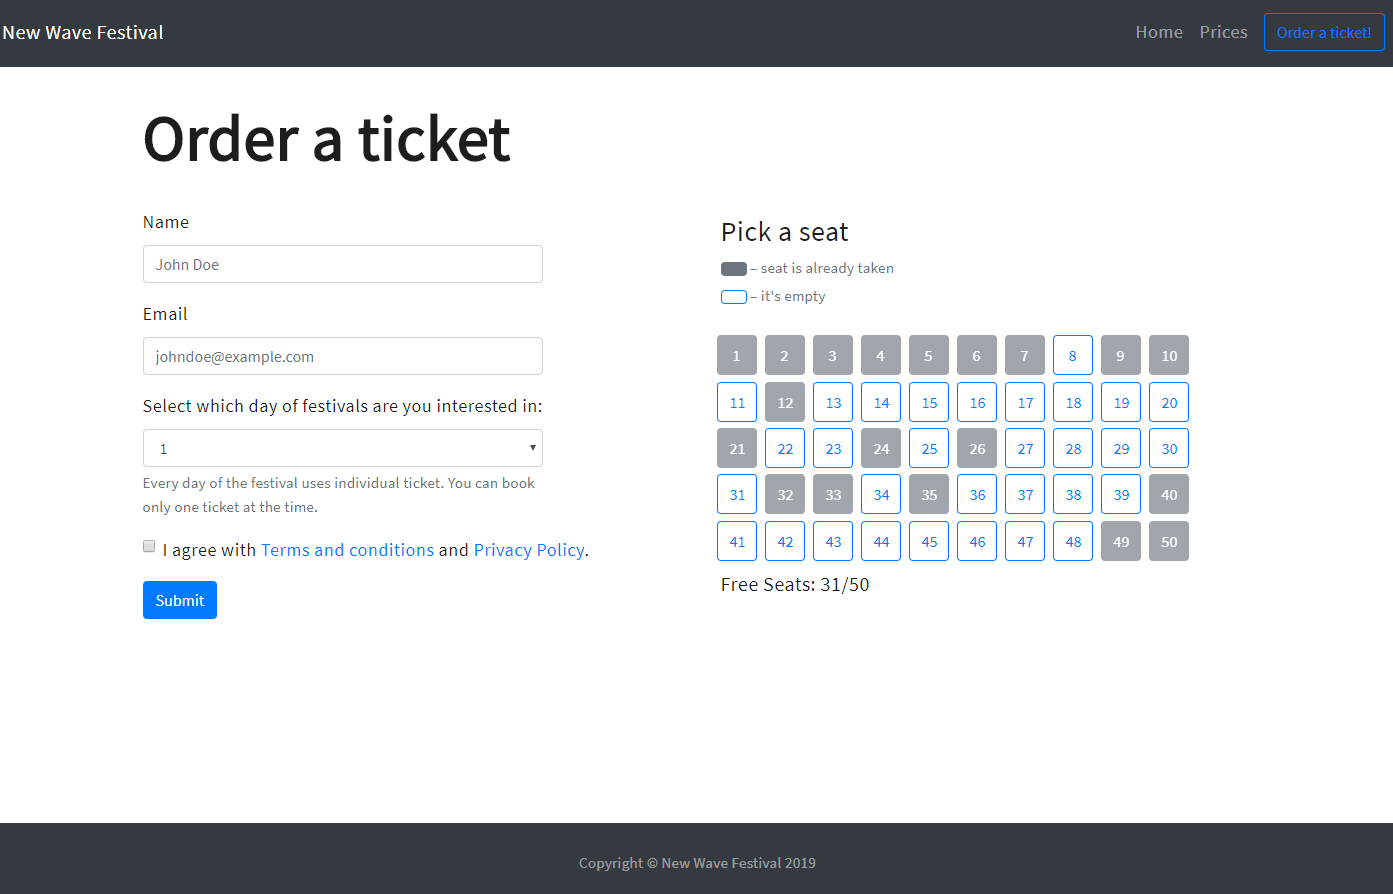 New Wave Festival
Home Prices Order a ticket!
Order a ticket
Name
John Doe
Email
johndoe@example.com
Select which day of festivals are you interested in:
1
Every day of the festival uses individual ticket. You can book
only one ticket at the time.
I agree with Terms and conditions and Privacy Policy.
Submit
Pick a seat
– seat is already taken
– it's empty
1 2 3 4 5 6 7 8 9 10
11 12 13 14 15 16 17 18 19 20
21 22 23 24 25 26 27 28 29 30
31 32 33 34 35 36 37 38 39 40
41 42 43 44 45 46 47 48 49 50
Free Seats: 31/50
Copyright © New Wave Festival 2019